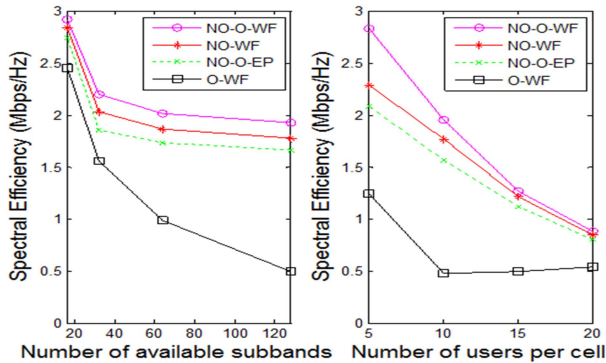 3.5
3
2.5
2
1.5
1
0.5
0
20 40 60 80 100 120
Spectral Efficiency (Mbps/Hz)
Number of available subbands
NO-O-WF
NO-WF
NO-O-EP
O-WF
3
2.5
2
1.5
1
0.5
0
5 10 15 20
Spectral Efficiency (Mbps/Hz)
Number of users per cell
NO-O-WF
NO-WF
NO-O-EP
O-WF